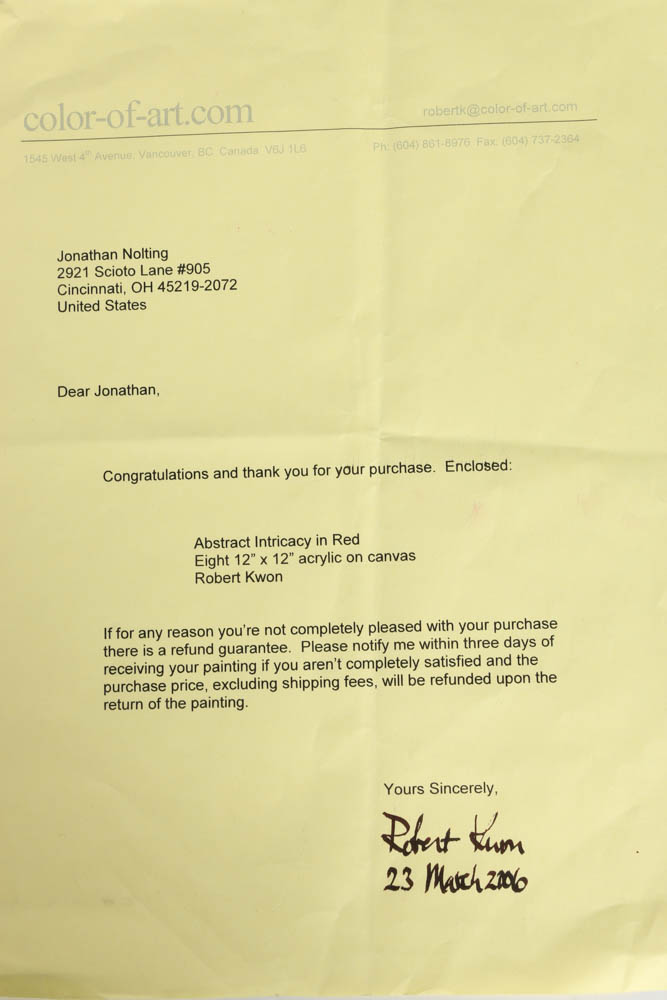 color-of-art.com
robertk@color-of-art.com
1545 West 4th Avenue, Vancouver, BC, Canada V6J 1L6
Ph: (604) 861-8976 Fax: (604) 737-2364
Jonathan Nolting
2921 Scioto Lane #905
Cincinnati, OH 45219-2072
United States
Dear Jonathan,
Congratulations and thank you for your purchase. Enclosed:
Abstract Intricacy in Red
Eight 12” x 12” acrylic on canvas
Robert Kwon
If for any reason you’re not completely pleased with your purchase
there is a refund guarantee. Please notify me within three days of
receiving your painting if you aren’t completely satisfied and the
purchase price, excluding shipping fees, will be refunded upon the
return of the painting.
Yours Sincerely,
Robert Kwon
23 March 2006